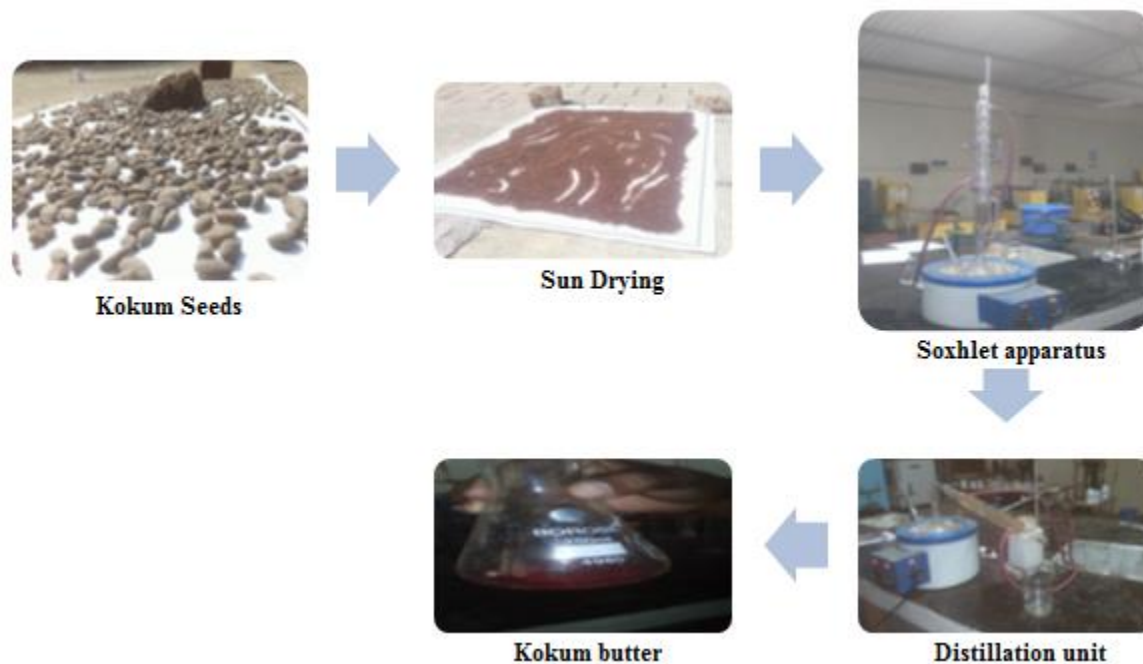 Kokum Seeds
Sun Drying
Soxhlet apparatus
Distillation unit
Kokum butter